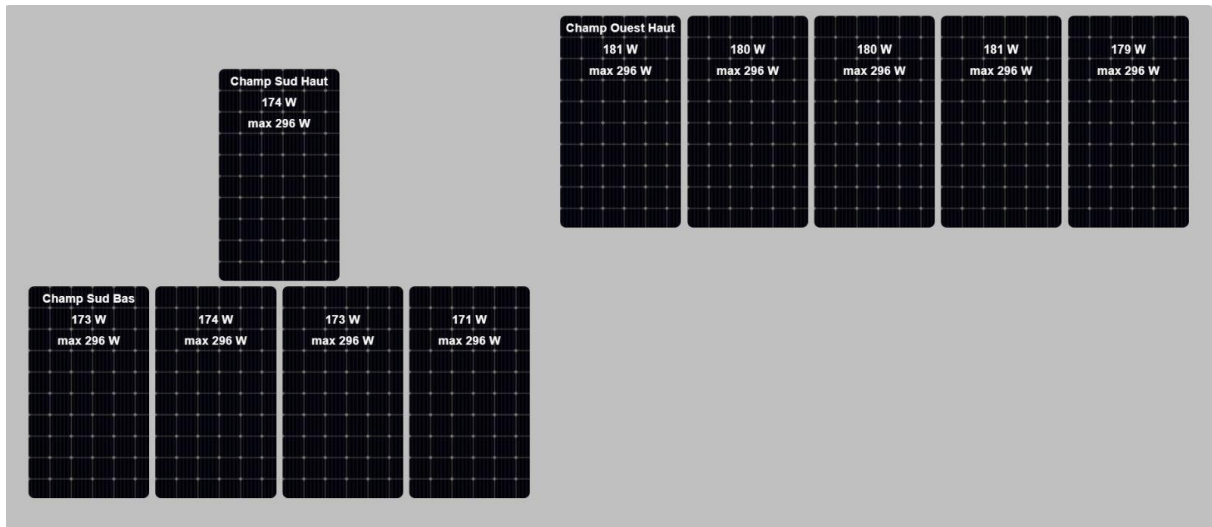 Champ Sud Haut
174 W
max 296 W
Champ Sud Bas
173 W
max 296 W
174 W
max 296 W
173 W
max 296 W
171 W
max 296 W
Champ Ouest Haut
181 W
max 296 W
180 W
max 296 W
180 W
max 296 W
181 W
max 296 W
179 W
max 296 W